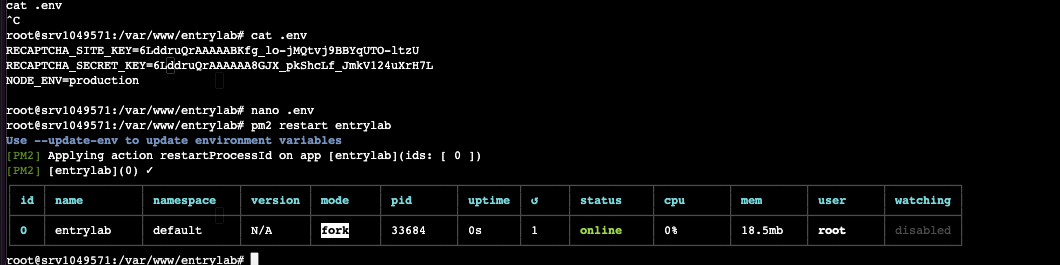 cat .env
^C
root@srv1049571:/var/www/entrylab# cat .env
RECAPTCHA_SITE_KEY=6LddruQrAAAAABKfg_lo-jMQtvj9BBYqUTO-ltzU
RECAPTCHA_SECRET_KEY=6LddruQrAAAAAA8GJX_pkShcLf_JmkV124uXrH7L
NODE_ENV=production
root@srv1049571:/var/www/entrylab# nano .env
root@srv1049571:/var/www/entrylab# pm2 restart entrylab
Use --update-env to update environment variables
[PM2] Applying action restartProcessId on app [entrylab](ids: [ 0 ])
[PM2] [entrylab](0) ✓
id name namespace version mode pid uptime ↺ status cpu mem user watching
0 entrylab default N/A fork 33684 0s 1 online 0% 18.5mb root disabled
root@srv1049571:/var/www/entrylab#